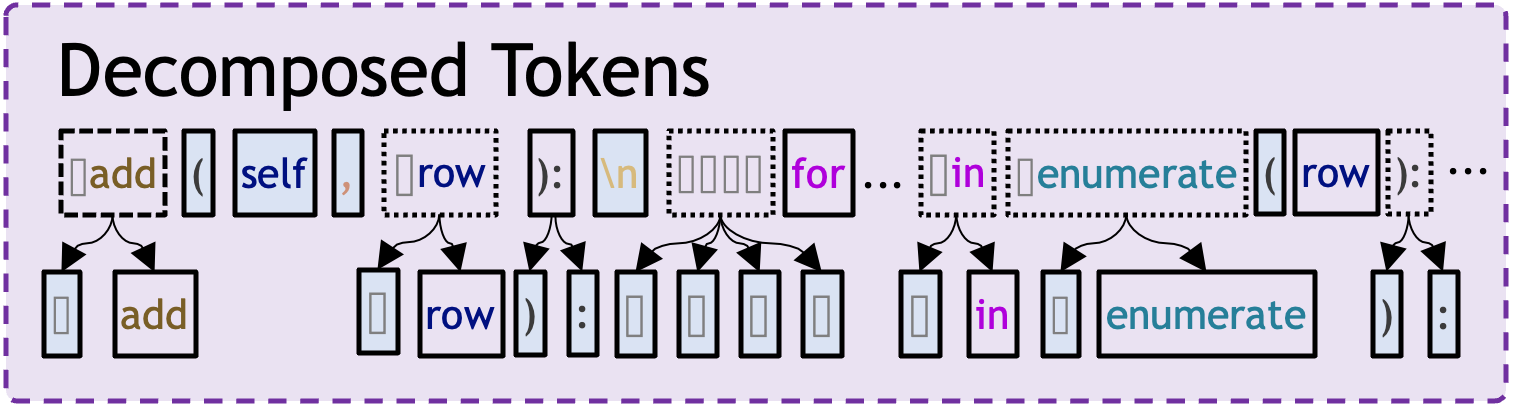 Decomposed Tokens
▯add ( self , ▯row ): \n ▯▯▯▯ for ... ▯in ▯enumerate ( row ): ...
▯ add ▯ row ) : ▯ ▯ ▯ ▯ ▯ in ▯ enumerate ) :